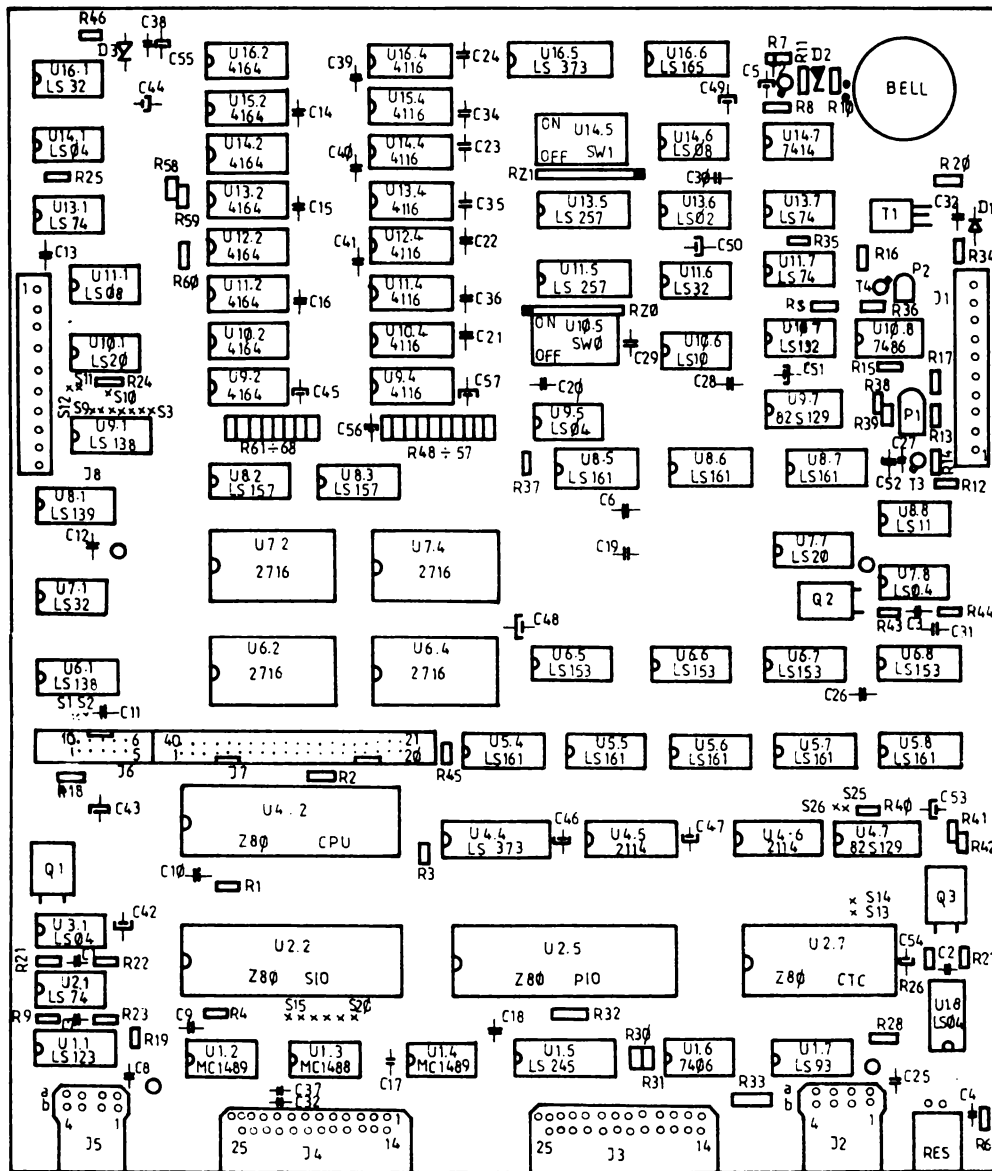 R46
C38
D3
C55
U16.1
LS 32
C44
U16.2
4164
C39
U16.4
4116
C24
U16.5
LS 373
U16.6
LS165
R7
R11
D2
C5
C49
R8
R10
BELL
U15.2
4164
C14
U15.4
4116
C34
ON
U14.5
OFF
SW1
U14.1
LS04
R25
U14.2
4164
C40
U14.4
4116
C23
U14.6
LS08
U14.7
7414
R58
RZ1
C30
R20
U13.1
LS 74
R59
U13.2
4164
C15
U13.4
4116
C35
U13.5
LS 257
U13.6
LS02
U13.7
LS74
T1
C32
D1
C13
R60
U12.2
4164
C41
U12.4
4116
C22
C50
R35
R16
P2
R34
1
U11.1
LS08
U11.2
4164
C16
U11.4
4116
C36
U11.5
LS 257
U11.6
LS32
U11.7
LS74
T4
R36
J1
RZ0
U10.1
LS20
U10.2
4164
U10.4
4116
C21
ON
U10.5
OFF
SW0
C29
U10.6
LS10
U10.7
LS132
U10.8
7486
R15
R17
S11
R24
S12
S10
S9
S3
U9.2
4164
C45
U9.4
4116
C57
C20
C28
C51
R38
U9.1
LS 138
R61÷68
C56
R48÷57
U9.5
LS04
U9.7
82S129
R39
P1
R13
C27
1
J8
U8.2
LS157
U8.3
LS157
R37
U8.5
LS161
U8.6
LS161
U8.7
LS161
C52
T3
R14
R12
U8.1
LS139
C6
U8.8
LS11
C12
U7.2
2716
U7.4
2716
C19
U7.7
LS20
U7.1
LS32
U7.8
LS04
Q2
R43
C3
R44
C31
C48
U6.1
LS138
U6.2
2716
U6.4
2716
U6.5
LS153
U6.6
LS153
U6.7
LS153
U6.8
LS153
S1 S2
C11
C26
10
6
40
21
1
5
1
20
J6
J7
R2
R45
U5.4
LS161
U5.5
LS161
U5.6
LS161
U5.7
LS161
U5.8
LS161
R18
C43
U4.2
Z80 CPU
S26
S25
R40
C53
R41
R42
U4.4
LS 373
C46
U4.5
2114
C47
U4.6
2114
U4.7
82S129
Q1
C10
R1
R3
S14
S13
Q3
C42
U3.1
LS04
U2.2
Z80 SIO
U2.5
Z80 PIO
U2.7
Z80 CTC
C54
R21
R22
C2
U2.1
LS 74
R26
R9
R23
C9
R4
S15
S20
C18
R32
R28
U1.8
LS04
U1.1
LS123
R19
U1.2
MC1489
U1.3
MC1488
C17
U1.4
MC1489
U1.5
LS 245
R30
R31
U1.6
7406
U1.7
LS93
C8
C37
C32
C25
a
b
4
1
J5
25
1
14
J4
25
1
14
J3
R33
a
b
4
1
J2
C4
RES
R6